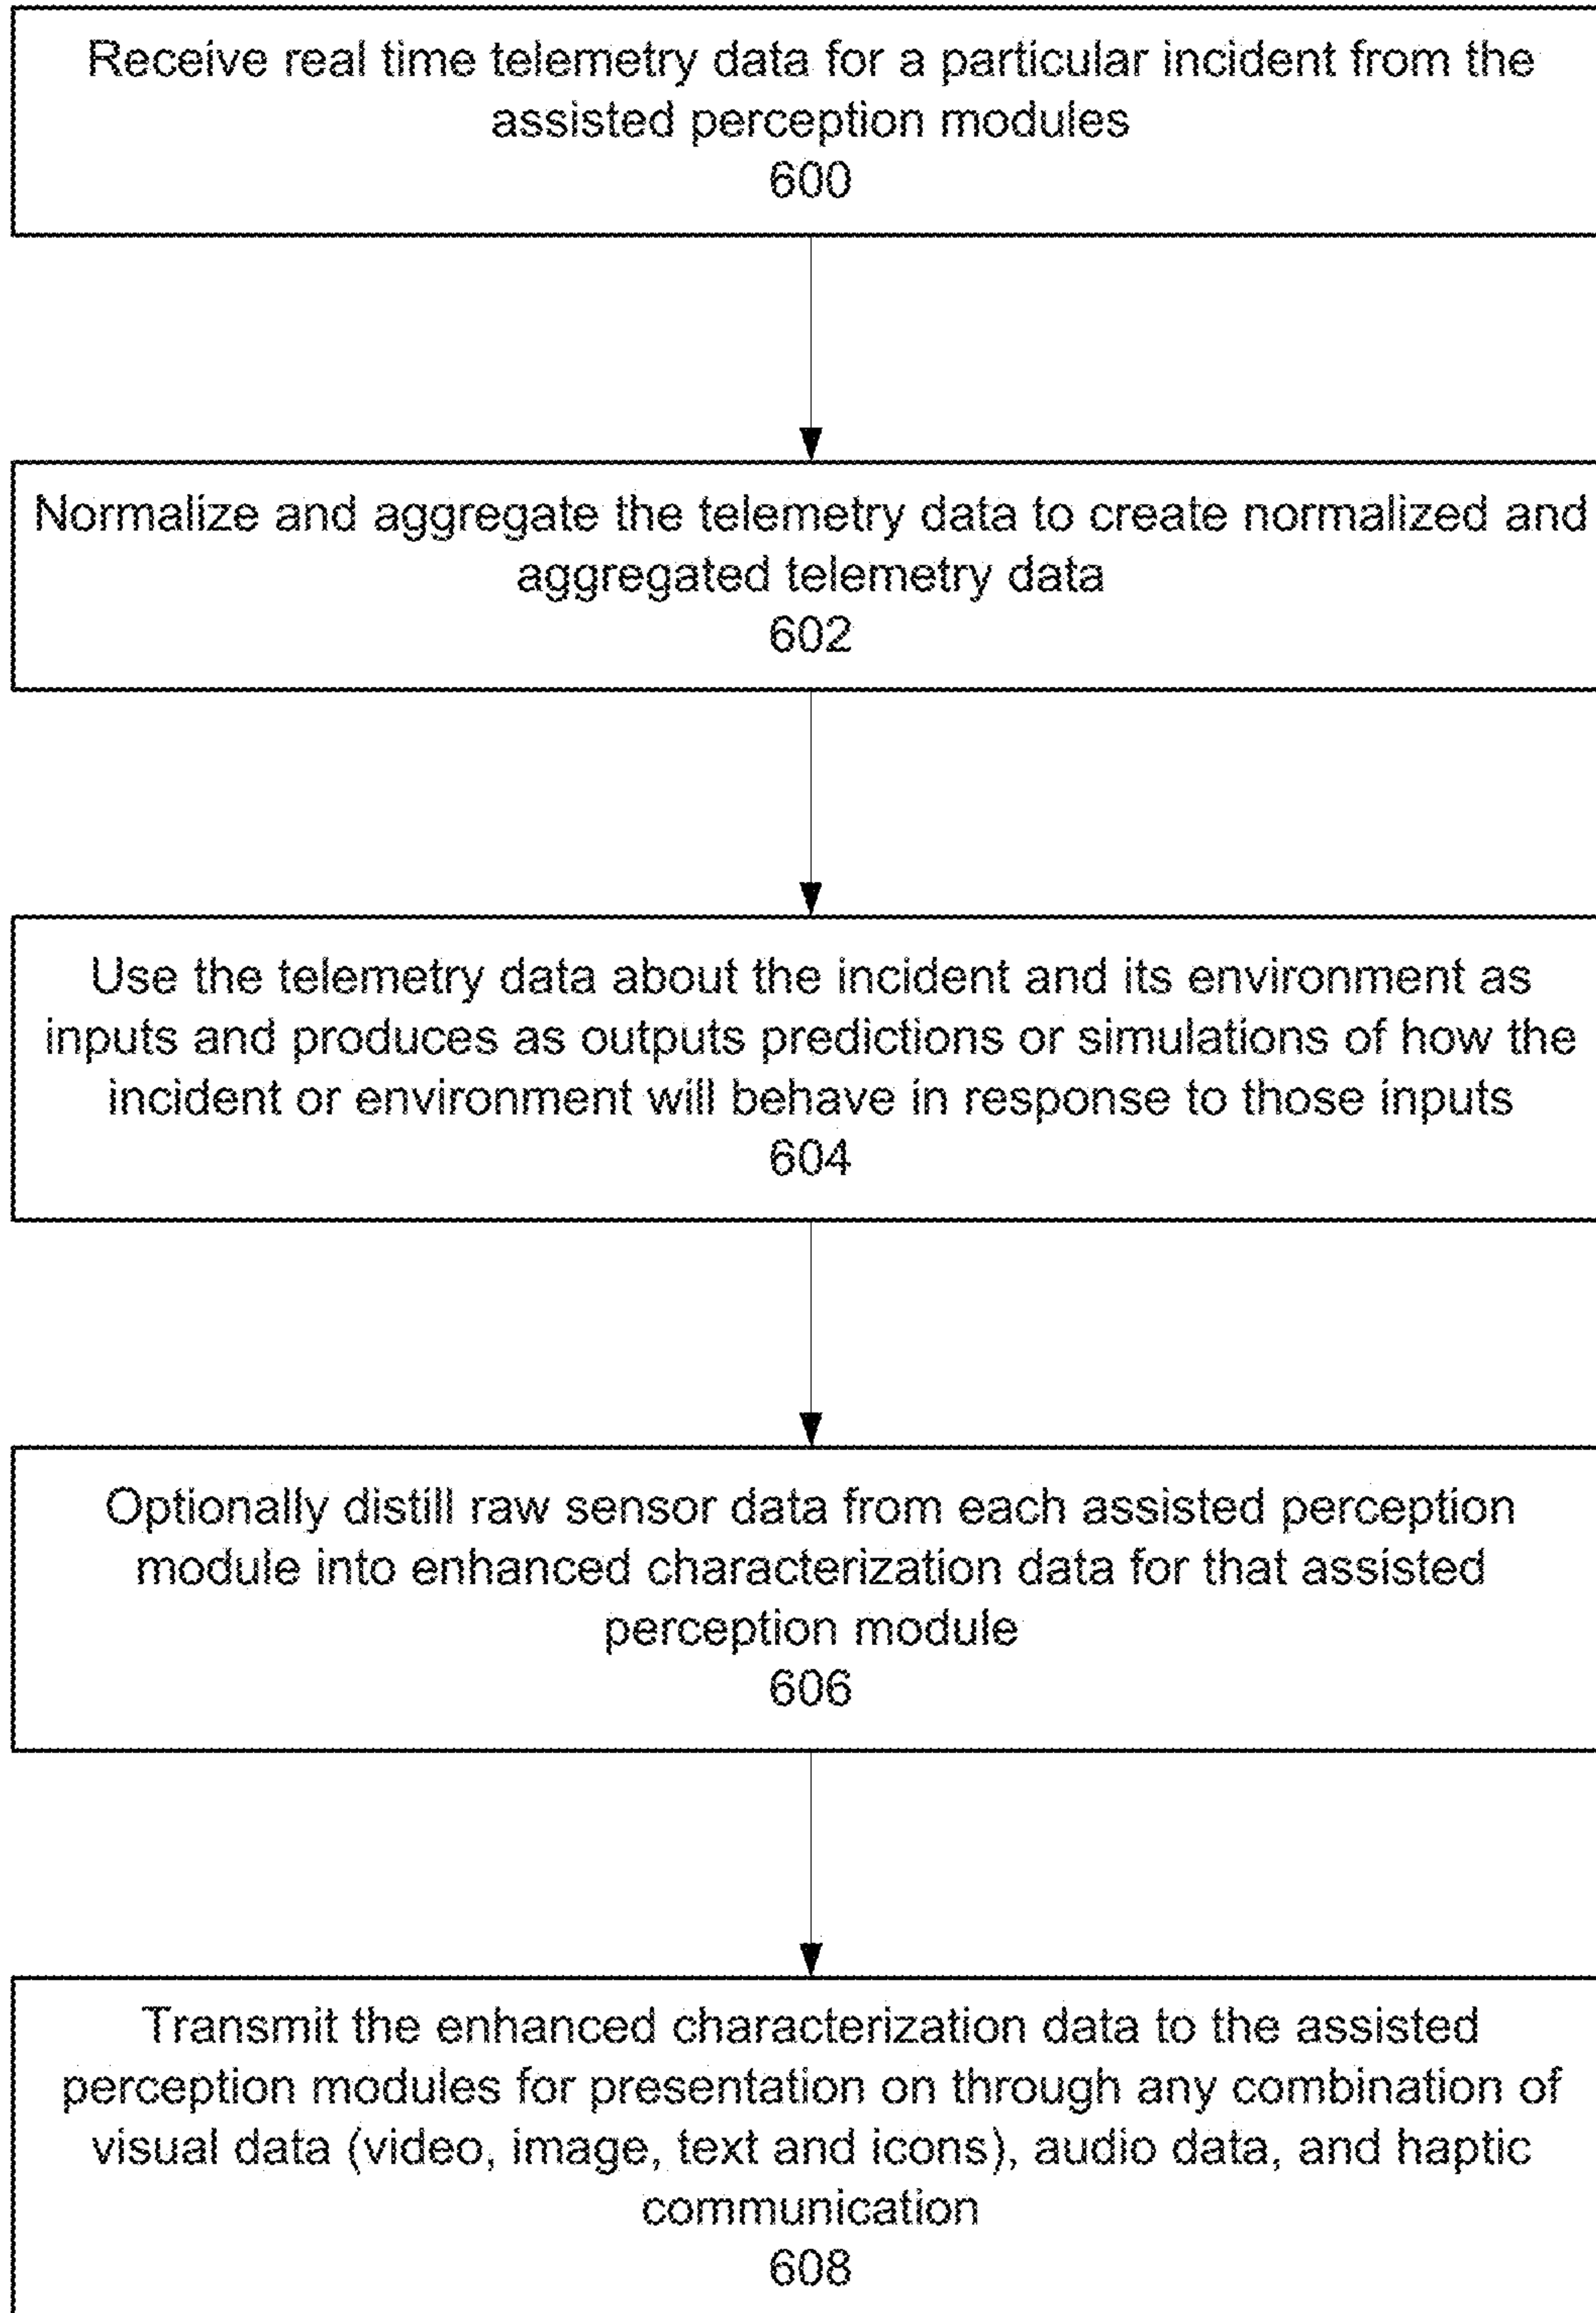 Receive real time telemetry data for a particular incident from the
assisted perception modules
600
Normalize and aggregate the telemetry data to create normalized and
aggregated telemetry data
602
Use the telemetry data about the incident and its environment as
inputs and produces as outputs predictions or simulations of how the
incident or environment will behave in response to those inputs
604
Optionally distill raw sensor data from each assisted perception
module into enhanced characterization data for that assisted
perception module
606
Transmit the enhanced characterization data to the assisted
perception modules for presentation on through any combination of
visual data (video, image, text and icons), audio data, and haptic
communication
608